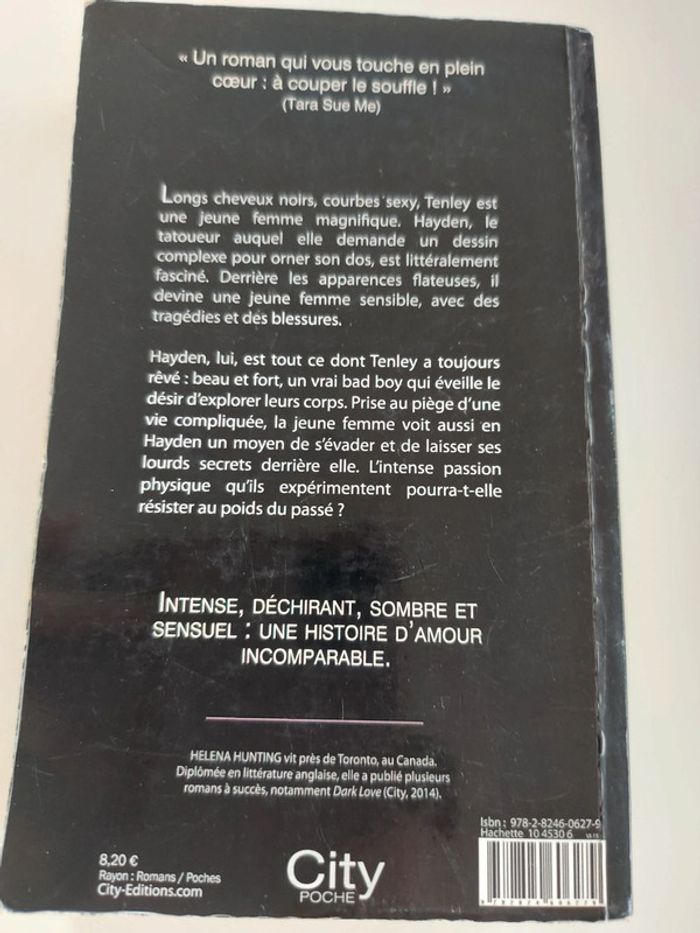 « Un roman qui vous touche en plein
cœur : à couper le souffle ! »
(Tara Sue Me)
Longs cheveux noirs, courbes sexy, Tenley est
une jeune femme magnifique. Hayden, le
tatoueur auquel elle demande un dessin
complexe pour orner son dos, est littéralement
fasciné. Derrière les apparences flateuses, il
devine une jeune femme sensible, avec des
tragédies et des blessures.
Hayden, lui, est tout ce dont Tenley a toujours
rêvé : beau et fort, un vrai bad boy qui éveille le
désir d'explorer leurs corps. Prise au piège d'une
vie compliquée, la jeune femme voit aussi en
Hayden un moyen de s'évader et de laisser ses
lourds secrets derrière elle. L'intense passion
physique qu'ils expérimentent pourra-t-elle
résister au poids du passé ?
INTENSE, DÉCHIRANT, SOMBRE ET
SENSUEL : UNE HISTOIRE D'AMOUR
INCOMPARABLE.
HELENA HUNTING vit près de Toronto, au Canada.
Diplômée en littérature anglaise, elle a publié plusieurs
romans à succès, notamment Dark Love (City, 2014).
Isbn : 978-2-8246-0627-9
Hachette 10 4530 6
8,20 €
Rayon : Romans / Poches
City-Editions.com
City
POCHE